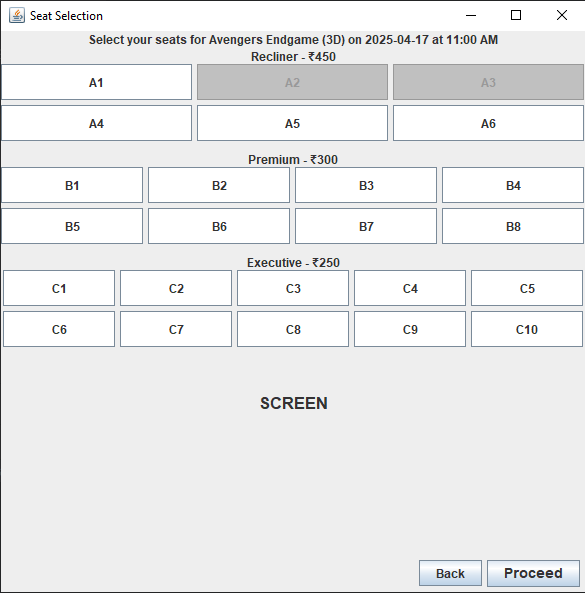 Seat Selection
Select your seats for Avengers Endgame (3D) on 2025-04-17 at 11:00 AM
Recliner - ₹450
A1 A2 A3
A4 A5 A6
Premium - ₹300
B1 B2 B3 B4
B5 B6 B7 B8
Executive - ₹250
C1 C2 C3 C4 C5
C6 C7 C8 C9 C10
SCREEN
Back Proceed